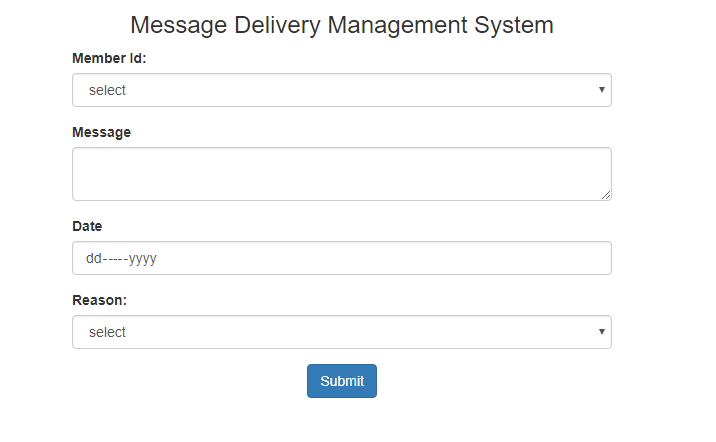 Message Delivery Management System
Member Id:
select
Message
Date
dd-----yyyy
Reason:
select
Submit